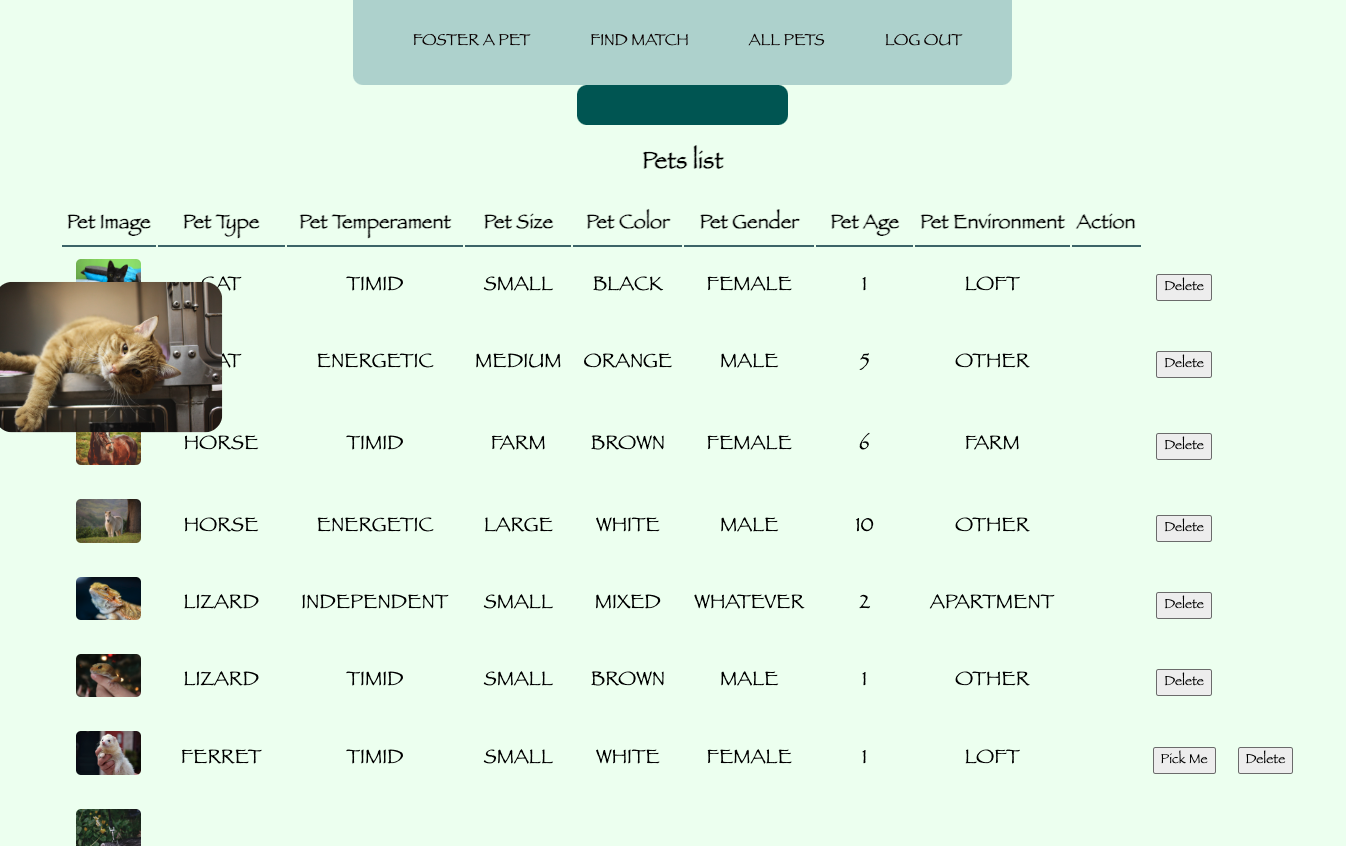 FOSTER A PET FIND MATCH ALL PETS LOG OUT
Pets list
Pet Image Pet Type Pet Temperament Pet Size Pet Color Pet Gender Pet Age Pet Environment Action
CAT TIMID SMALL BLACK FEMALE 1 LOFT Delete
AT ENERGETIC MEDIUM ORANGE MALE 5 OTHER Delete
HORSE TIMID FARM BROWN FEMALE 6 FARM Delete
HORSE ENERGETIC LARGE WHITE MALE 10 OTHER Delete
LIZARD INDEPENDENT SMALL MIXED WHATEVER 2 APARTMENT Delete
LIZARD TIMID SMALL BROWN MALE 1 OTHER Delete
FERRET TIMID SMALL WHITE FEMALE 1 LOFT Pick Me Delete